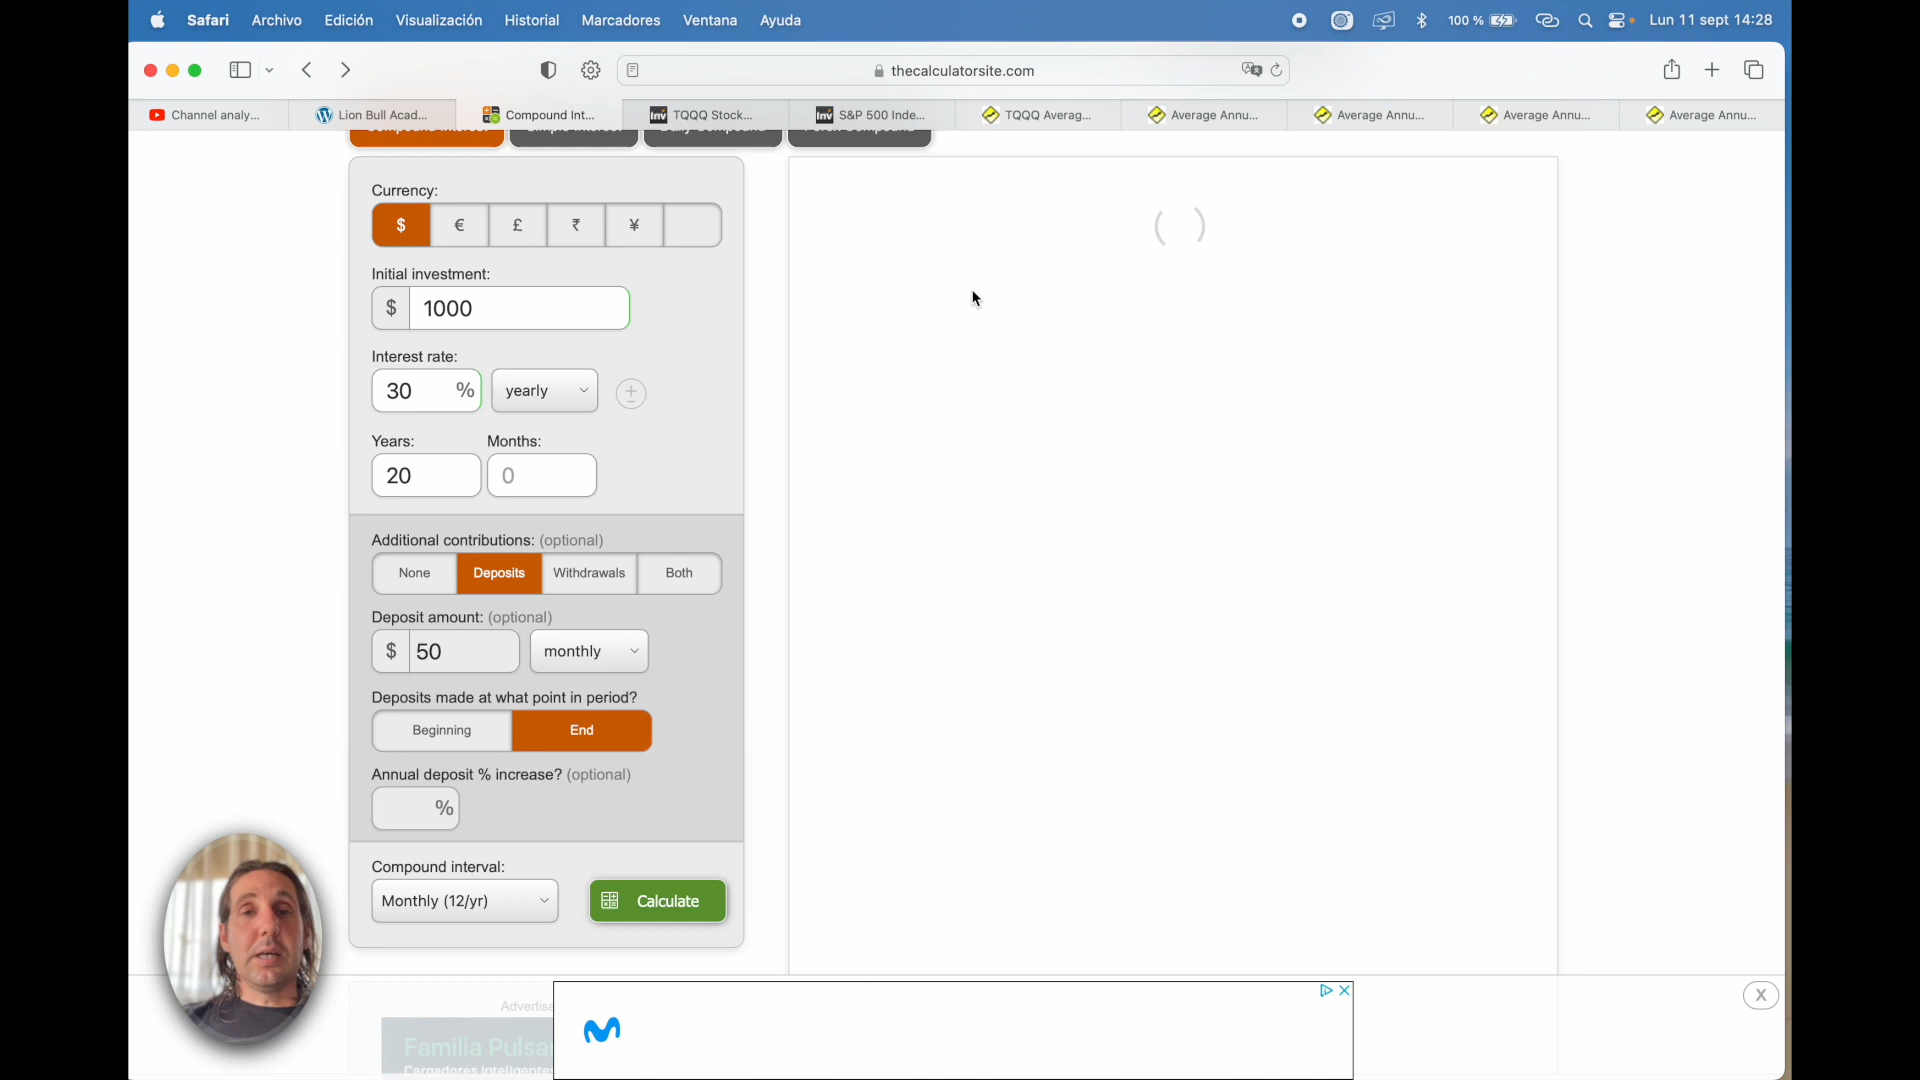 Safari Archivo Edición Visualización Historial Marcadores Ventana Ayuda 100 % Lun 11 sept 14:28
thecalculatorsite.com
Channel analy... Lion Bull Acad... Compound Int... TQQQ Stock... S&P 500 Inde... TQQQ Averag... Average Annu... Average Annu... Average Annu... Average Annu...
Currency:
$ € £ ₹ ¥
Initial investment:
$ 1000
Interest rate:
30 % yearly
Years: Months:
20 0
Additional contributions: (optional)
None Deposits Withdrawals Both
Deposit amount: (optional)
$ 50 monthly
Deposits made at what point in period?
Beginning End
Annual deposit % increase? (optional)
%
Compound interval:
Monthly (12/yr) Calculate
X
Familia Pulsa
Cargadores Inteligentes